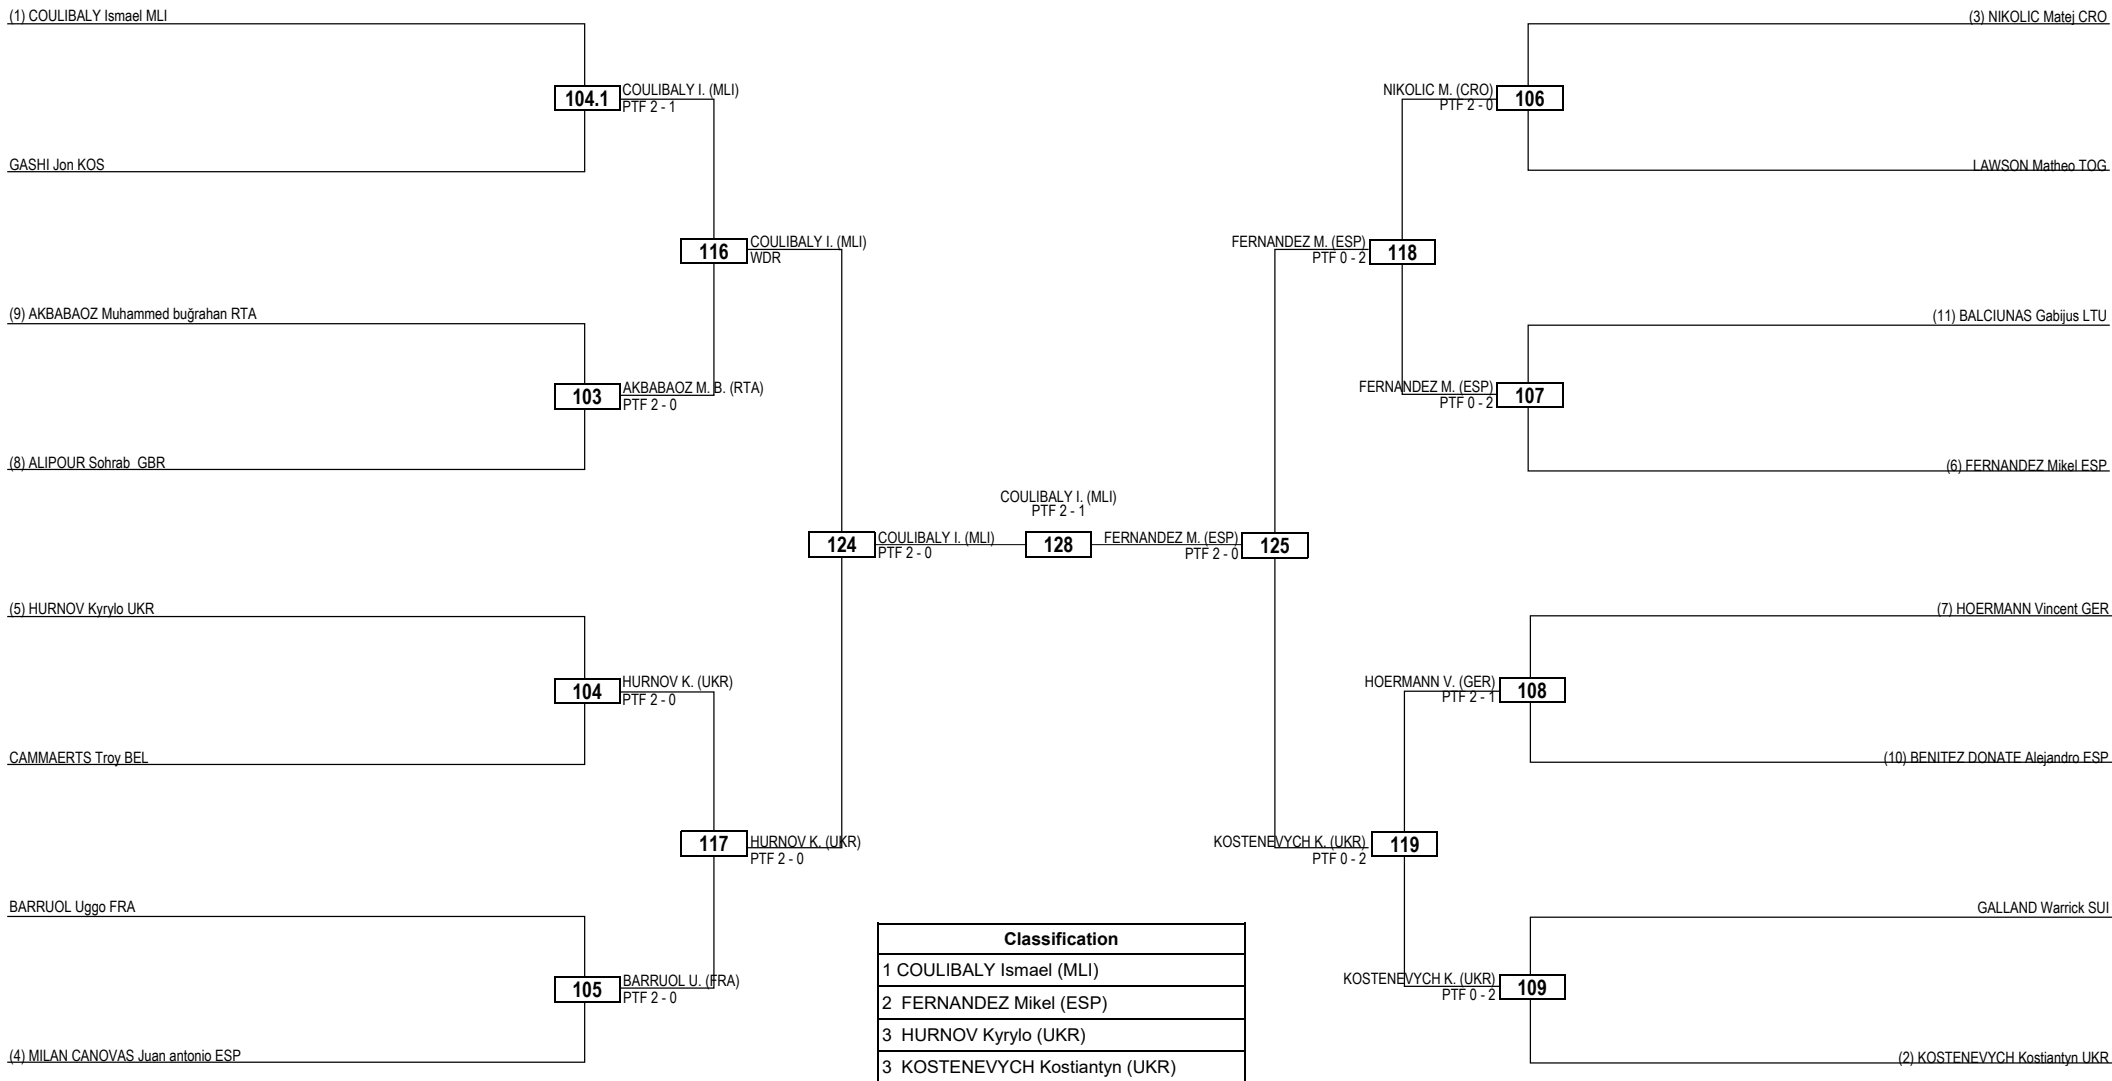 (1) COULIBALY Ismael MLI
104.1
COULIBALY I. (MLI)
PTF 2 - 1
GASHI Jon KOS
116
COULIBALY I. (MLI)
WDR
(9) AKBABAOZ Muhammed buğrahan RTA
103
AKBABAOZ M. B. (RTA)
PTF 2 - 0
(8) ALIPOUR Sohrab GBR
124
COULIBALY I. (MLI)
PTF 2 - 0
(5) HURNOV Kyrylo UKR
104
HURNOV K. (UKR)
PTF 2 - 0
CAMMAERTS Troy BEL
117
HURNOV K. (UKR)
PTF 2 - 0
BARRUOL Uggo FRA
105
BARRUOL U. (FRA)
PTF 2 - 0
(4) MILAN CANOVAS Juan antonio ESP
COULIBALY I. (MLI)
PTF 2 - 1
128
(3) NIKOLIC Matej CRO
NIKOLIC M. (CRO)
PTF 2 - 0
106
LAWSON Matheo TOG
FERNANDEZ M. (ESP)
PTF 0 - 2
118
(11) BALCIUNAS Gabijus LTU
FERNANDEZ M. (ESP)
PTF 0 - 2
107
(6) FERNANDEZ Mikel ESP
FERNANDEZ M. (ESP)
PTF 2 - 0
125
(7) HOERMANN Vincent GER
HOERMANN V. (GER)
PTF 2 - 1
108
(10) BENITEZ DONATE Alejandro ESP
KOSTENEVYCH K. (UKR)
PTF 0 - 2
119
GALLAND Warrick SUI
KOSTENEVYCH K. (UKR)
PTF 0 - 2
109
(2) KOSTENEVYCH Kostiantyn UKR
Classification
1 COULIBALY Ismael (MLI)
2 FERNANDEZ Mikel (ESP)
3 HURNOV Kyrylo (UKR)
3 KOSTENEVYCH Kostiantyn (UKR)